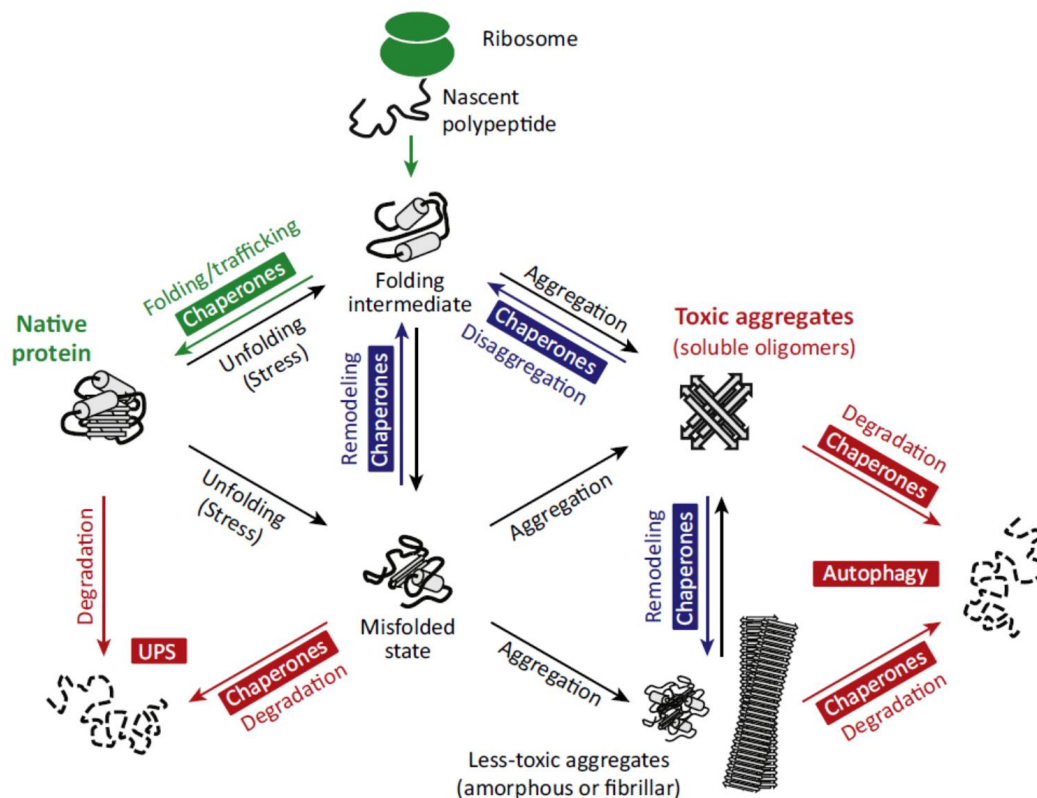 Ribosome
Nascent
polypeptide
Folding/trafficking
Chaperones
Unfolding
(Stress)
Folding
intermediate
Aggregation
Chaperones
Disaggregation
Native
protein
Toxic aggregates
(soluble oligomers)
Remodeling
Chaperones
Unfolding
(Stress)
Aggregation
Degradation
Chaperones
Degradation
UPS
Misfolded
state
Chaperones
Degradation
Aggregation
Remodeling
Chaperones
Autophagy
Chaperones
Degradation
Less-toxic aggregates
(amorphous or fibrillar)